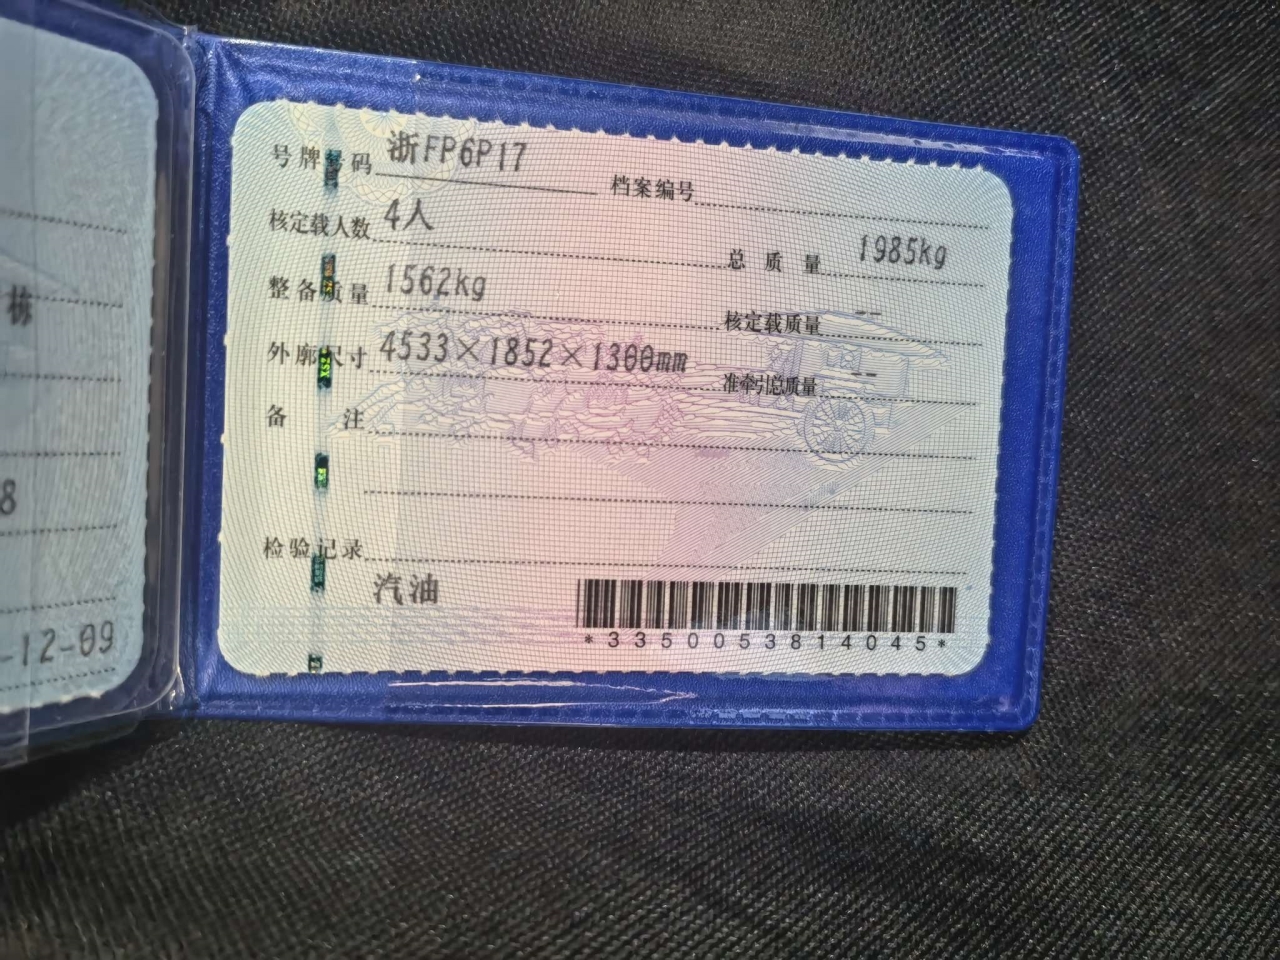 栋
8
-12-09
号牌号码 浙FP6P17 档案编号
核定载人数 4人 总质量 1985kg
整备质量 1562kg 核定载质量 --
外廓尺寸 4533×1852×1300mm 准牵引总质量 --
备注
检验记录
汽油
*3350053814045*